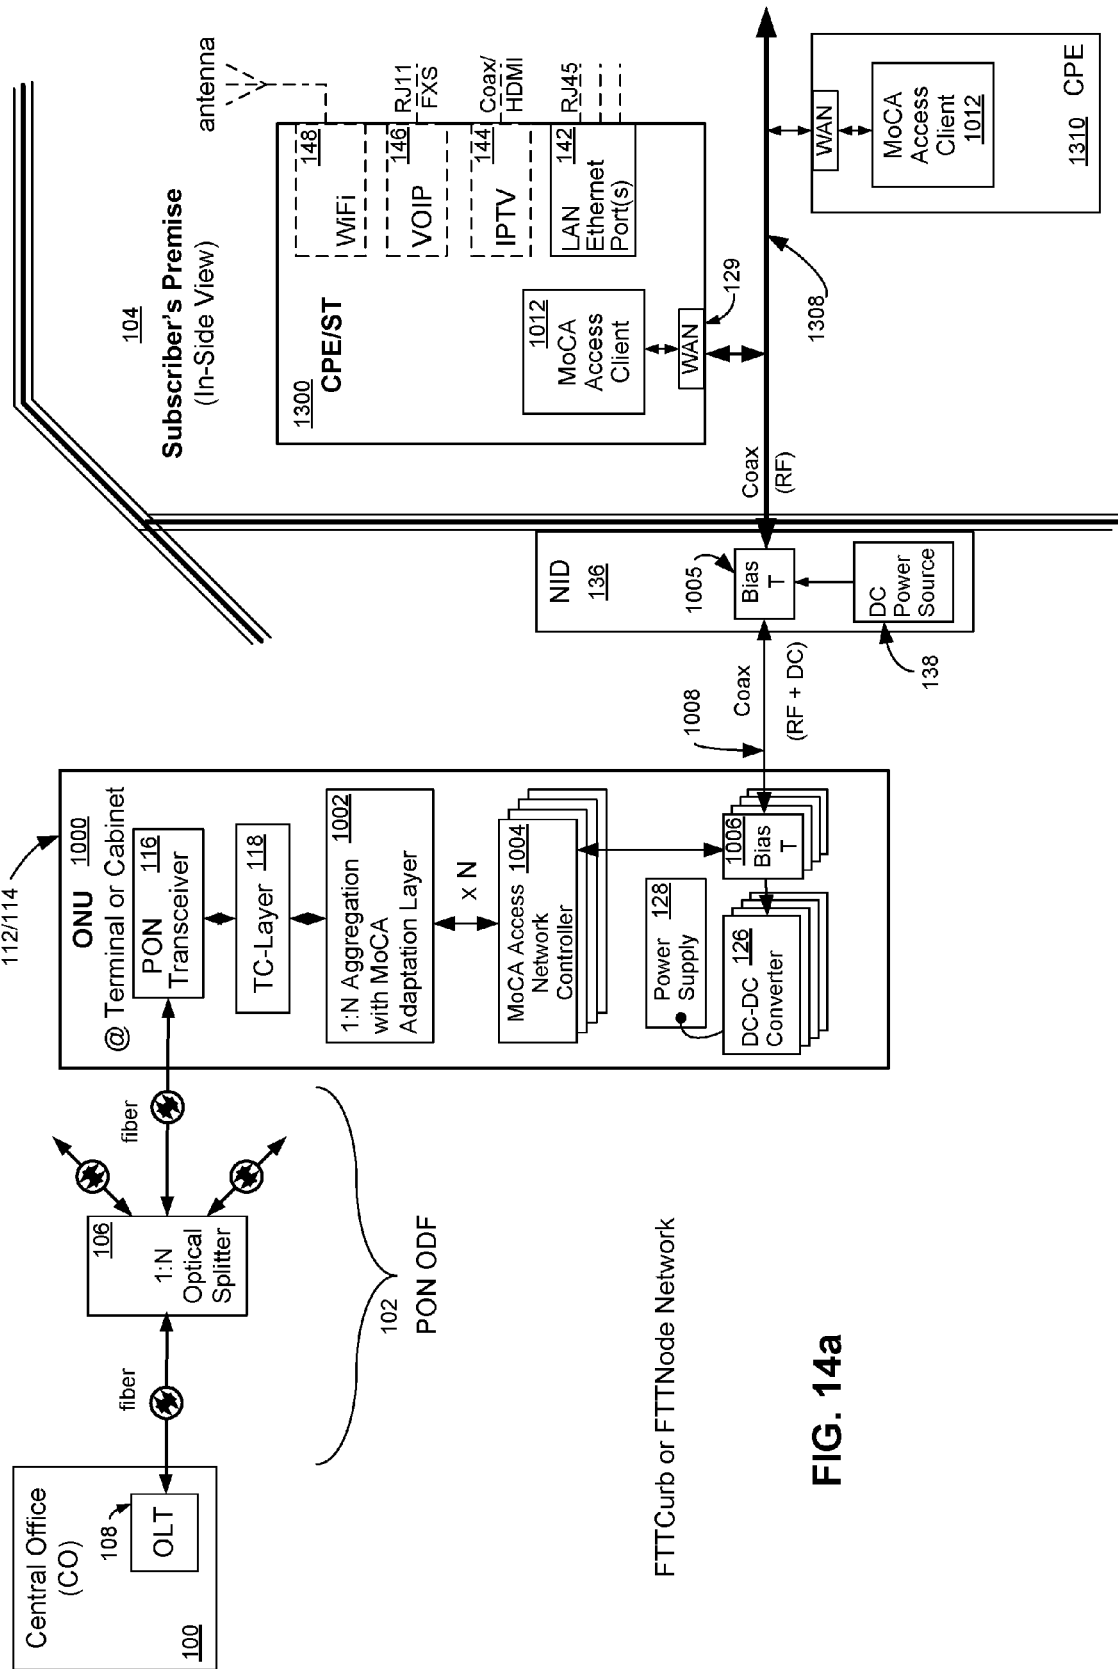 Central Office
(CO)
108
OLT
100
fiber
106
1:N
Optical
Splitter
fiber
102
PON ODF
112/114
ONU
1000
@ Terminal or Cabinet
116
PON
Transceiver
118
TC-Layer
1002
1:N Aggregation
with MoCA
Adaptation Layer
x N
1004
MoCA Access
Network
Controller
128
Power
Supply
126
DC-DC
Converter
1006
Bias
T
1008
Coax
(RF + DC)
NID
136
1005
Bias
T
DC
Power
Source
138
104
Subscriber's Premise
(In-Side View)
antenna
1300
CPE/ST
148
WiFi
146
VOIP
RJ11
FXS
144
IPTV
Coax/
HDMI
142
LAN
Ethernet
Port(s)
RJ45
1012
MoCA
Access
Client
WAN
129
Coax
(RF)
1308
WAN
MoCA
Access
Client
1012
1310
CPE
FTTCurb or FTTNode Network
FIG. 14a